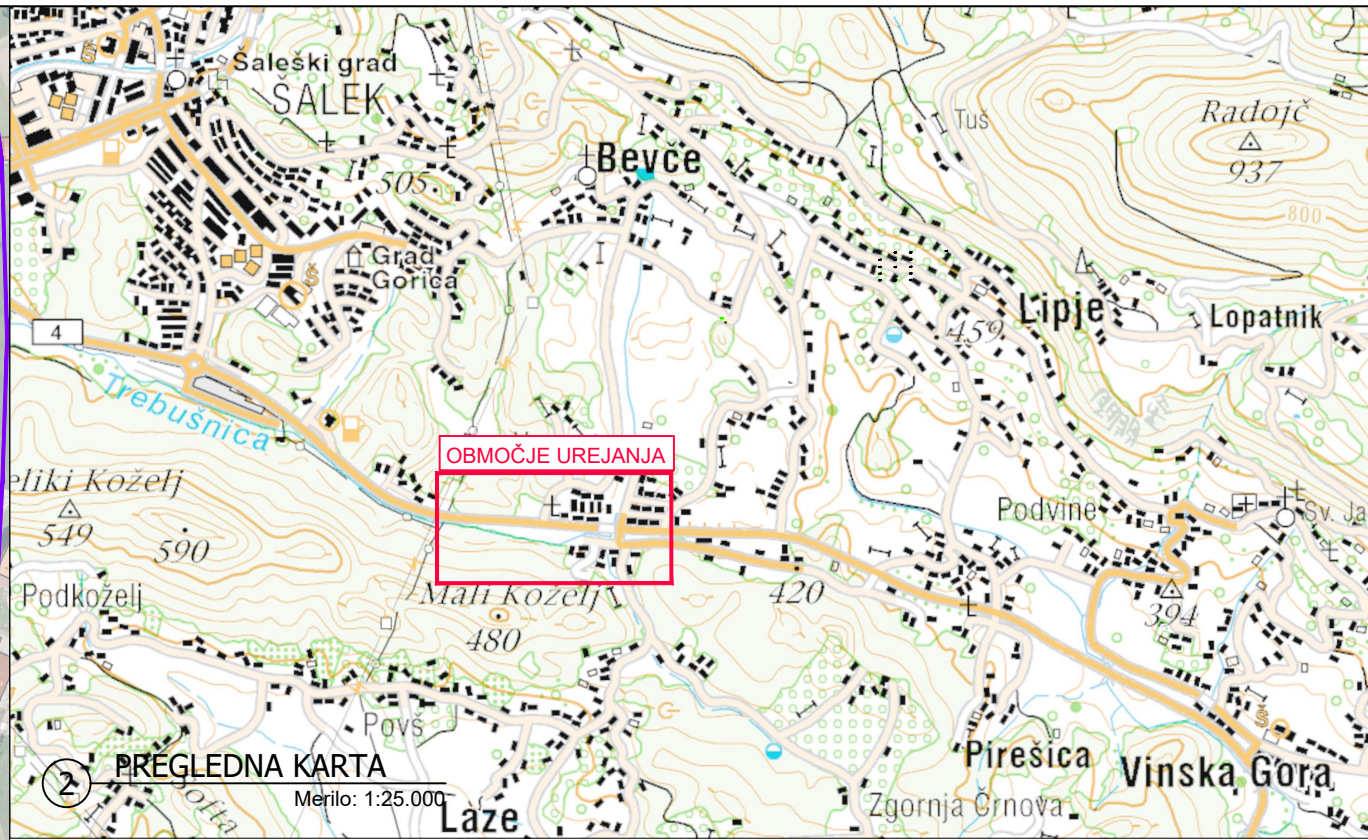 Šaleški grad
ŠALEK
Š
505
Bevče
Tuš
Radojč
937
800
Grad
Gorica
Š
Lipje
459
Lopatnik
4
Trebušnica
OBMOČJE UREJANJA
eliki Koželj
549
590
Podvine
Sv. Ja
Podkoželj
Mali Koželj
480
420
394
Povš
Pirešica
Vinska Gora
Š
Zgornja Črnova
2
PREGLEDNA KARTA
Merilo: 1:25.000
Laze